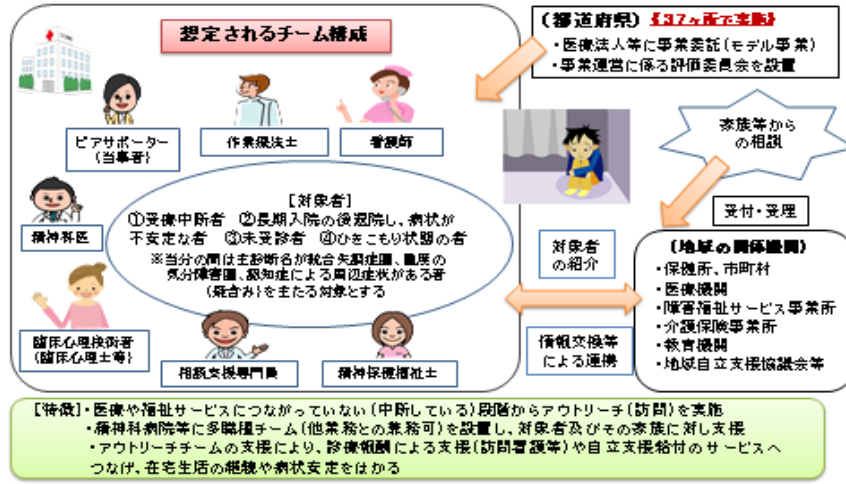 想定されるチーム構成
(都道府県) 【37ヶ所で実施】
・医療法人等に事業委託(モデル事業)
・事業運営に係る評価委員会を設置
ピアサポーター
(当事者)
作業療法士
看護師
家族等から
の相談
精神科医
[対象者]
①受療中断者 ②長期入院の後退院し、病状が
不安定な者 ③未受診者 ④ひきこもり状態の者
※当分の間は主診断名が統合失調症圏、重度の
気分障害圏、認知症による周辺症状がある者
(疑含み)を主たる対象とする
受付・受理
対象者
の紹介
(地域の関係機関)
・保健所、市町村
・医療機関
・障害福祉サービス事業所
・介護保険事業所
・教育機関
・地域自立支援協議会等
臨床心理技術者
(臨床心理士等)
相談支援専門員
精神保健福祉士
情報交換等
による連携
【特徴】・医療や福祉サービスにつながっていない(中断している)段階からアウトリーチ(訪問)を実施
・精神科病院等に多職種チーム(他業務との兼務可)を設置し、対象者及びその家族に対し支援
・アウトリーチチームの支援により、診療報酬による支援(訪問看護等)や自立支援給付のサービスへ
つなげ、在宅生活の継続や病状安定をはかる